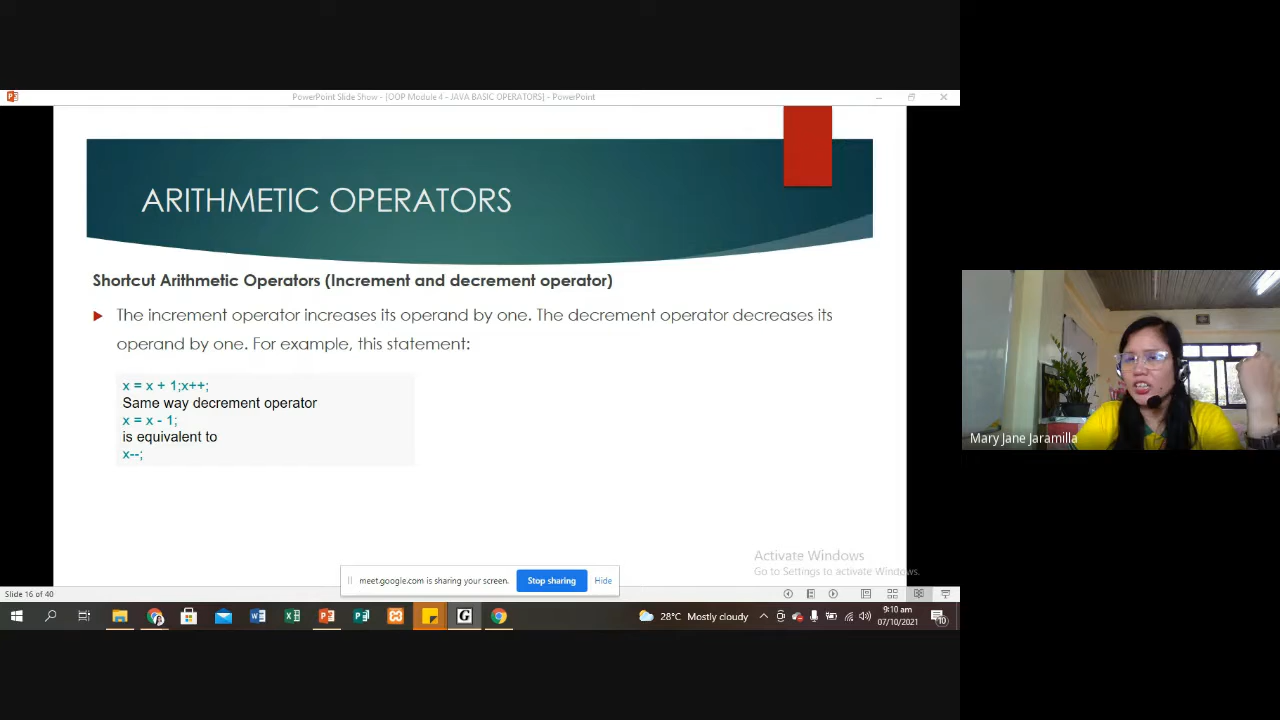 PowerPoint Slide Show - [OOP Module 4 - JAVA BASIC OPERATORS] - PowerPoint
ARITHMETIC OPERATORS
Shortcut Arithmetic Operators (Increment and decrement operator)
The increment operator increases its operand by one. The decrement operator decreases its
operand by one. For example, this statement:
x = x + 1;x++;
Same way decrement operator
x = x - 1;
is equivalent to
x--;
Mary Jane Jaramilla
Activate Windows
Go to Settings to activate Windows.
meet.google.com is sharing your screen.
Stop sharing
Hide
Slide 16 of 40
28°C Mostly cloudy
9:10 am
07/10/2021
10